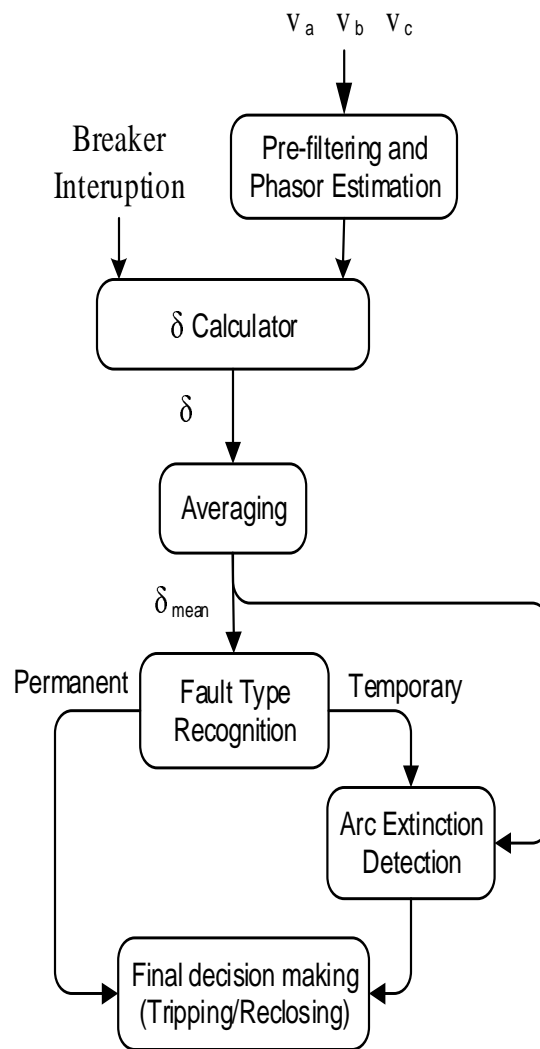 v a v b v c
Breaker
Interuption
Pre-filtering and
Phasor Estimation
δ Calculator
δ
Averaging
δ mean
Permanent
Fault Type
Recognition
Temporary
Arc Extinction
Detection
Final decision making
(Tripping/Reclosing)